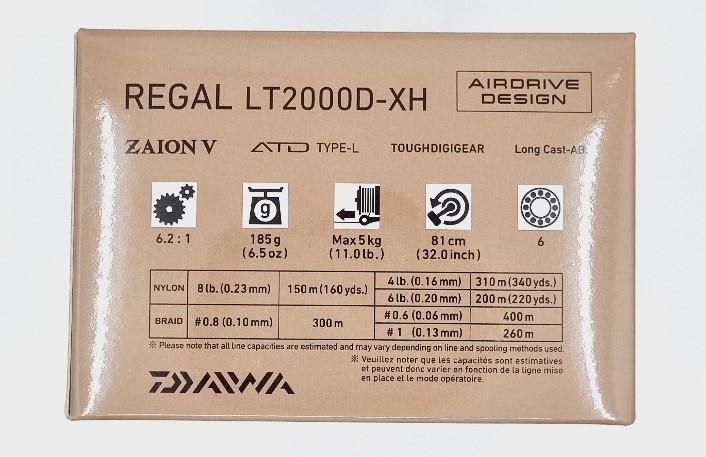 REGAL LT2000D-XH
AIRDRIVE
DESIGN
ZAION V ATD TYPE-L TOUGHDIGIGEAR Long Cast-AB
g
6.2 : 1 185g Max5kg 81cm 6
(6.5oz) (11.0lb.) (32.0inch)
NYLON 8lb.(0.23mm) 150m(160yds.) 4lb.(0.16mm) 310m(340yds.)
6lb.(0.20mm) 200m(220yds.)
BRAID #0.8(0.10mm) 300m #0.6(0.06mm) 400m
#1 (0.13mm) 260m
※ Please note that all line capacities are estimated and may vary depending on line and spooling methods used.
※ Veuillez noter que les capacités sont estimatives
et peuvent donc varier en fonction de la ligne mise
en place et le mode opératoire.
DAIWA